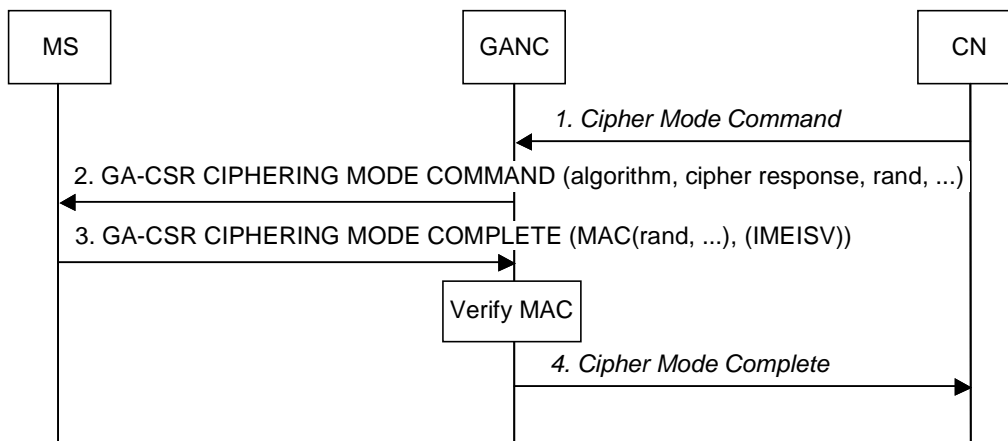 MS
GANC
CN
1. Cipher Mode Command
2. GA-CSR CIPHERING MODE COMMAND (algorithm, cipher response, rand, ...)
3. GA-CSR CIPHERING MODE COMPLETE (MAC(rand, ...), (IMEISV))
Verify MAC
4. Cipher Mode Complete